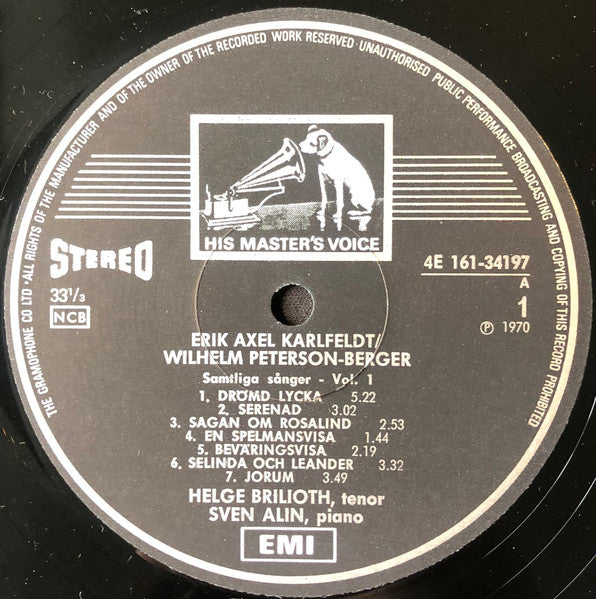 THE GRAMOPHONE CO LTD · ALL RIGHTS OF THE MANUFACTURER AND OF THE OWNER OF THE RECORDED WORK RESERVED · UNAUTHORISED PUBLIC PERFORMANCE BROADCASTING AND COPYING OF THIS RECORD PROHIBITED
HIS MASTER'S VOICE
STEREO
33 1/3
NCB
4E 161-34197
A
1
℗ 1970
ERIK AXEL KARLFELDT/
WILHELM PETERSON-BERGER
Samtliga sånger - Vol. 1
1. DRÖMD LYCKA 5.22
2. SERENAD 3.02
3. SAGAN OM ROSALIND 2.53
4. EN SPELMANSVISA 1.44
5. BEVÄRINGSVISA 2.19
6. SELINDA OCH LEANDER 3.32
7. JORUM 3.49
HELGE BRILIOTH, tenor
SVEN ALIN, piano
EMI